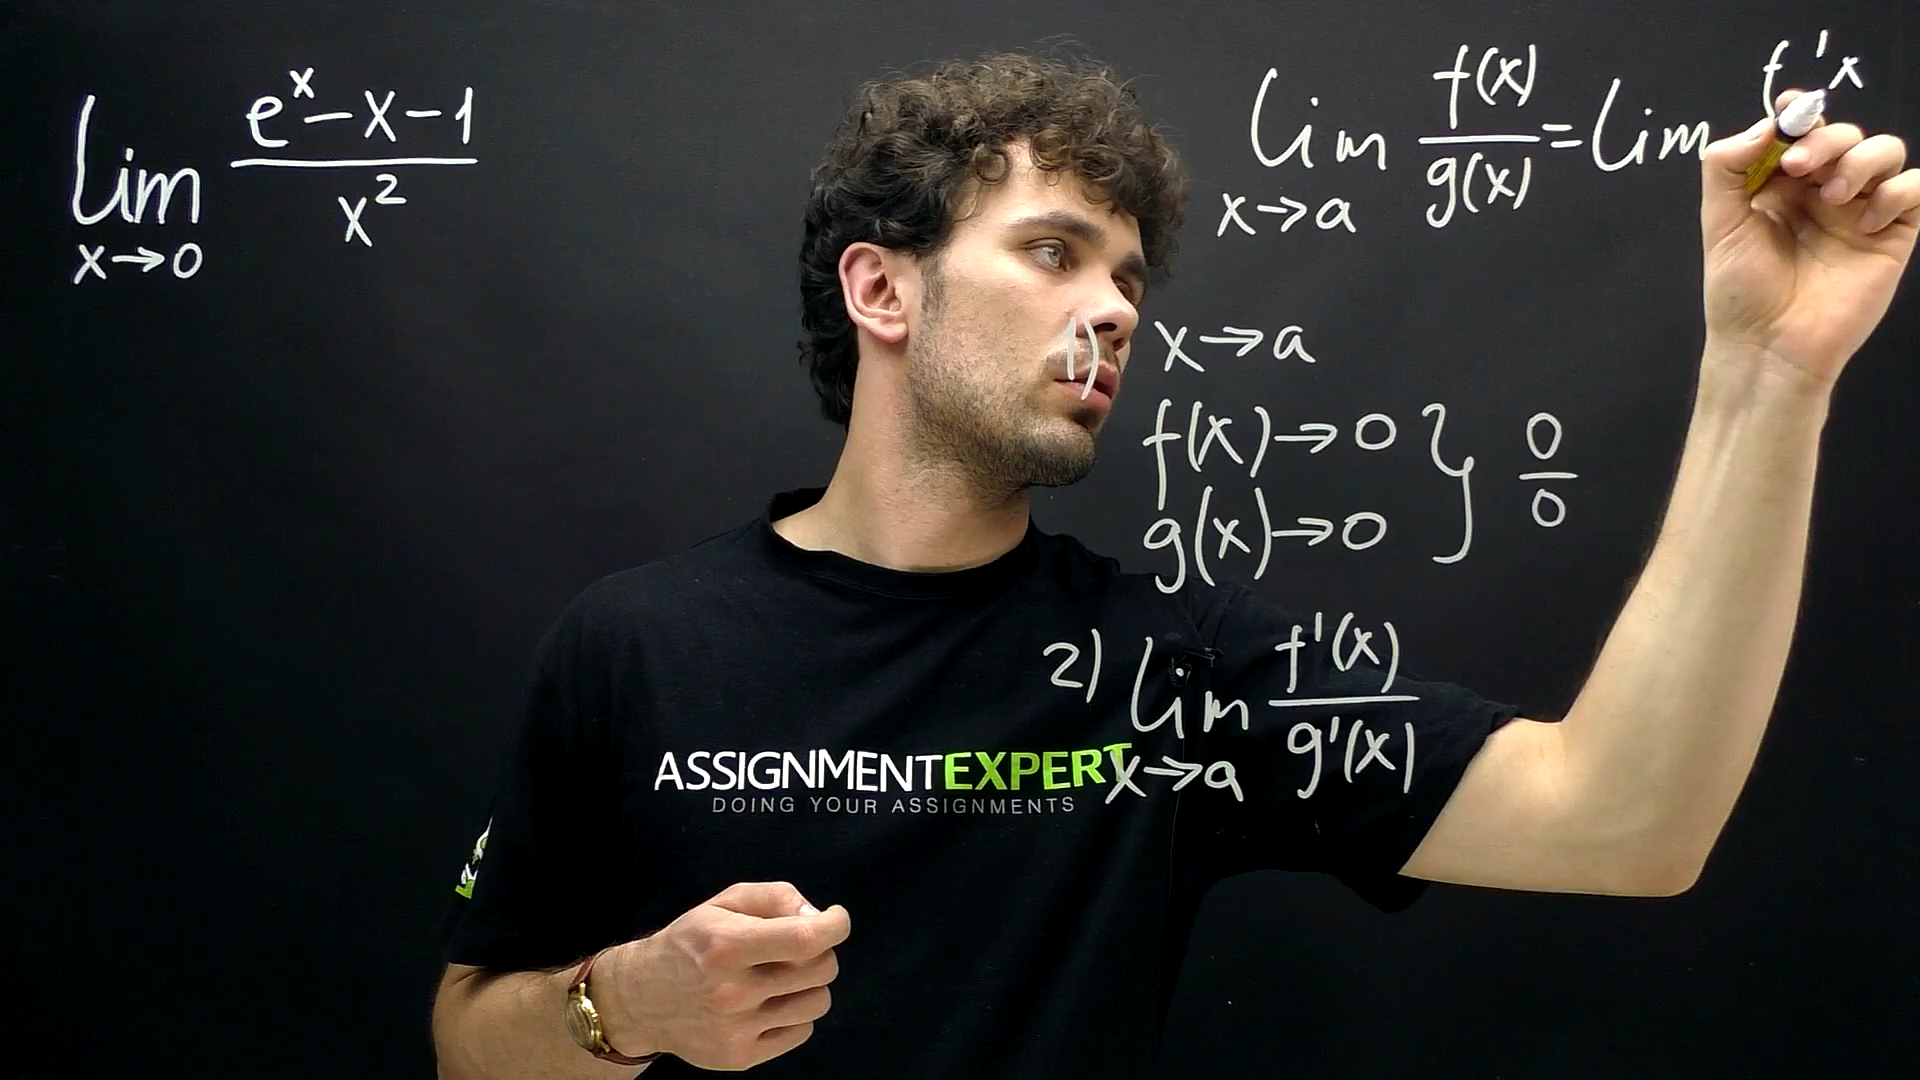 lim e^x - x - 1 / x^2
x→0
lim f(x) / g(x) = lim f'x
x→a
1) x→a
f(x)→0 } 0/0
g(x)→0
2) lim f'(x) / g'(x)
x→a
ASSIGNMENTEXPERT
DOING YOUR ASSIGNMENTS